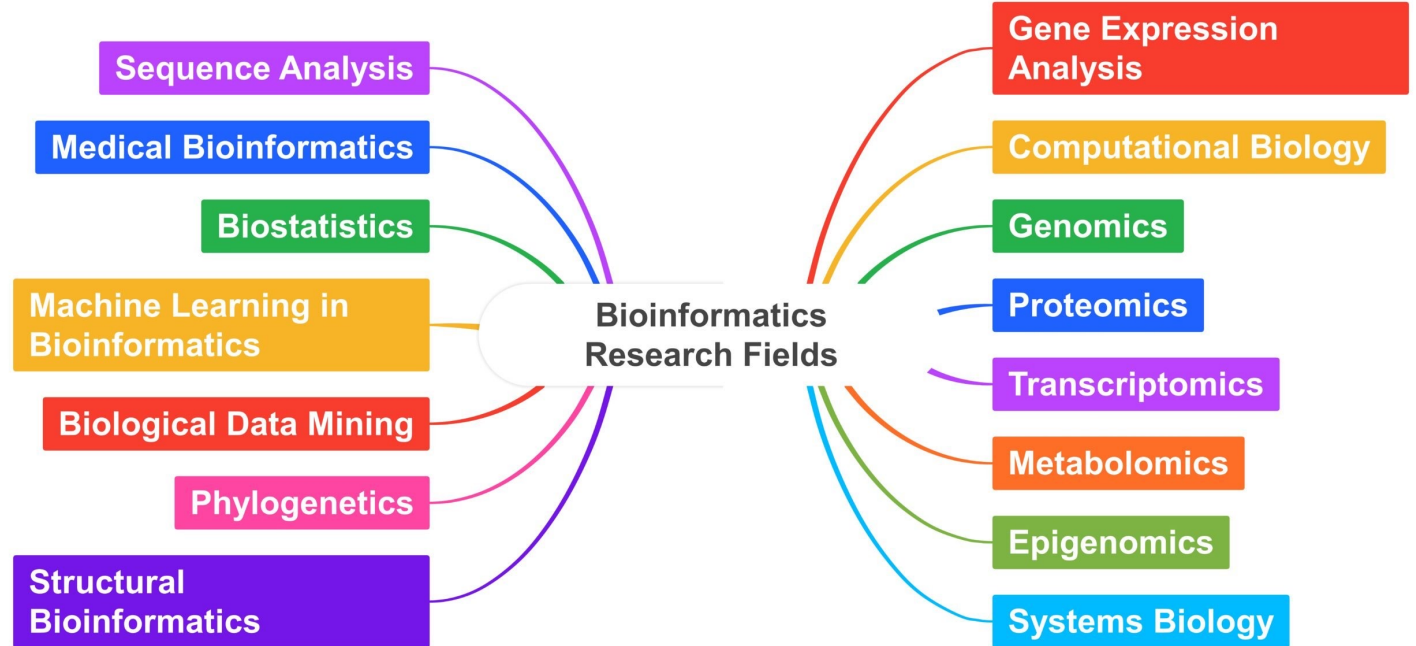 Sequence Analysis
Medical Bioinformatics
Biostatistics
Machine Learning in
Bioinformatics
Biological Data Mining
Phylogenetics
Structural
Bioinformatics
Bioinformatics
Research Fields
Gene Expression
Analysis
Computational Biology
Genomics
Proteomics
Transcriptomics
Metabolomics
Epigenomics
Systems Biology